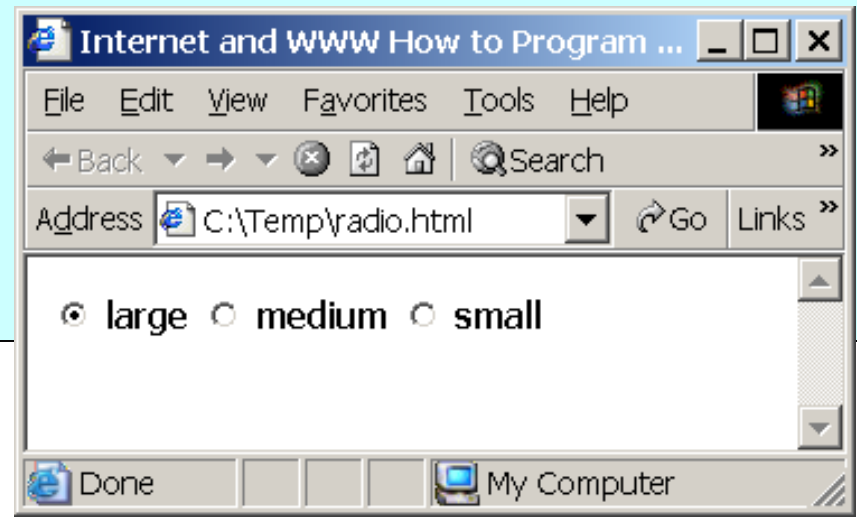 Internet and WWW How to Program ...
File Edit View Favorites Tools Help
Back Search »
Address C:\Temp\radio.html Go Links »
large medium small
Done My Computer